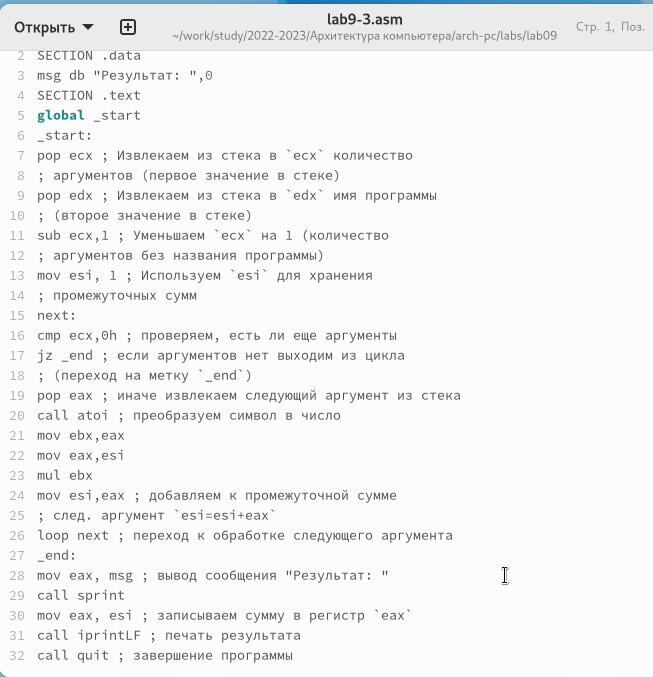 Открыть
lab9-3.asm
~/work/study/2022-2023/Архитектура компьютера/arch-pc/labs/lab09
Стр. 1, Поз.
2 SECTION .data
3 msg db "Результат: ",0
4 SECTION .text
5 global _start
6 _start:
7 pop ecx ; Извлекаем из стека в `ecx` количество
8 ; аргументов (первое значение в стеке)
9 pop edx ; Извлекаем из стека в `edx` имя программы
10 ; (второе значение в стеке)
11 sub ecx,1 ; Уменьшаем `ecx` на 1 (количество
12 ; аргументов без названия программы)
13 mov esi, 1 ; Используем `esi` для хранения
14 ; промежуточных сумм
15 next:
16 cmp ecx,0h ; проверяем, есть ли еще аргументы
17 jz _end ; если аргументов нет выходим из цикла
18 ; (переход на метку `_end`)
19 pop eax ; иначе извлекаем следующий аргумент из стека
20 call atoi ; преобразуем символ в число
21 mov ebx,eax
22 mov eax,esi
23 mul ebx
24 mov esi,eax ; добавляем к промежуточной сумме
25 ; след. аргумент `esi=esi+eax`
26 loop next ; переход к обработке следующего аргумента
27 _end:
28 mov eax, msg ; вывод сообщения "Результат: "
29 call sprint
30 mov eax, esi ; записываем сумму в регистр `eax`
31 call iprintLF ; печать результата
32 call quit ; завершение программы